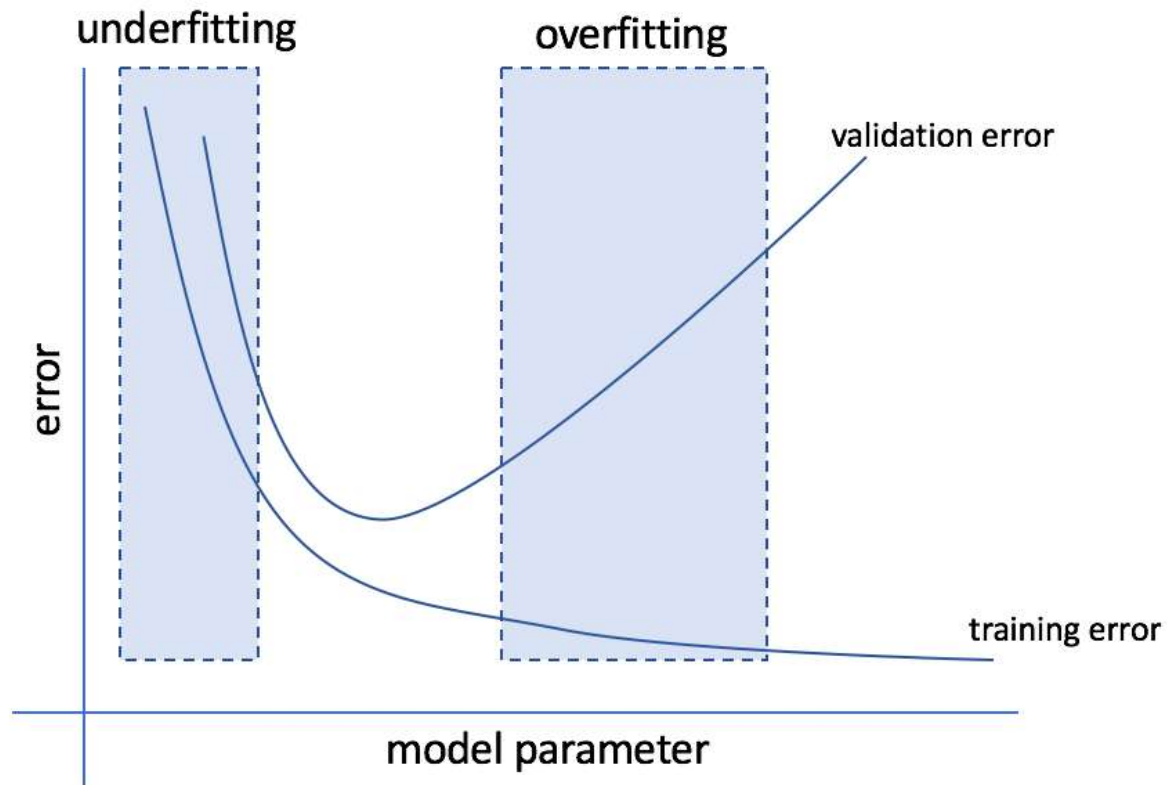 underfitting
overfitting
validation error
error
training error
model parameter